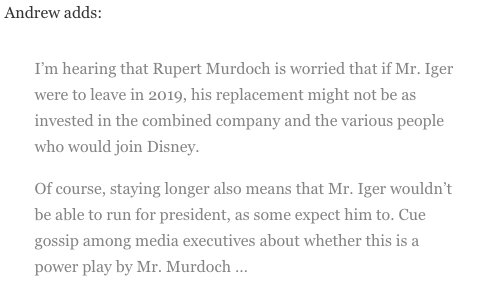 Andrew adds:
I’m hearing that Rupert Murdoch is worried that if Mr. Iger
were to leave in 2019, his replacement might not be as
invested in the combined company and the various people
who would join Disney.
Of course, staying longer also means that Mr. Iger wouldn’t
be able to run for president, as some expect him to. Cue
gossip among media executives about whether this is a
power play by Mr. Murdoch …